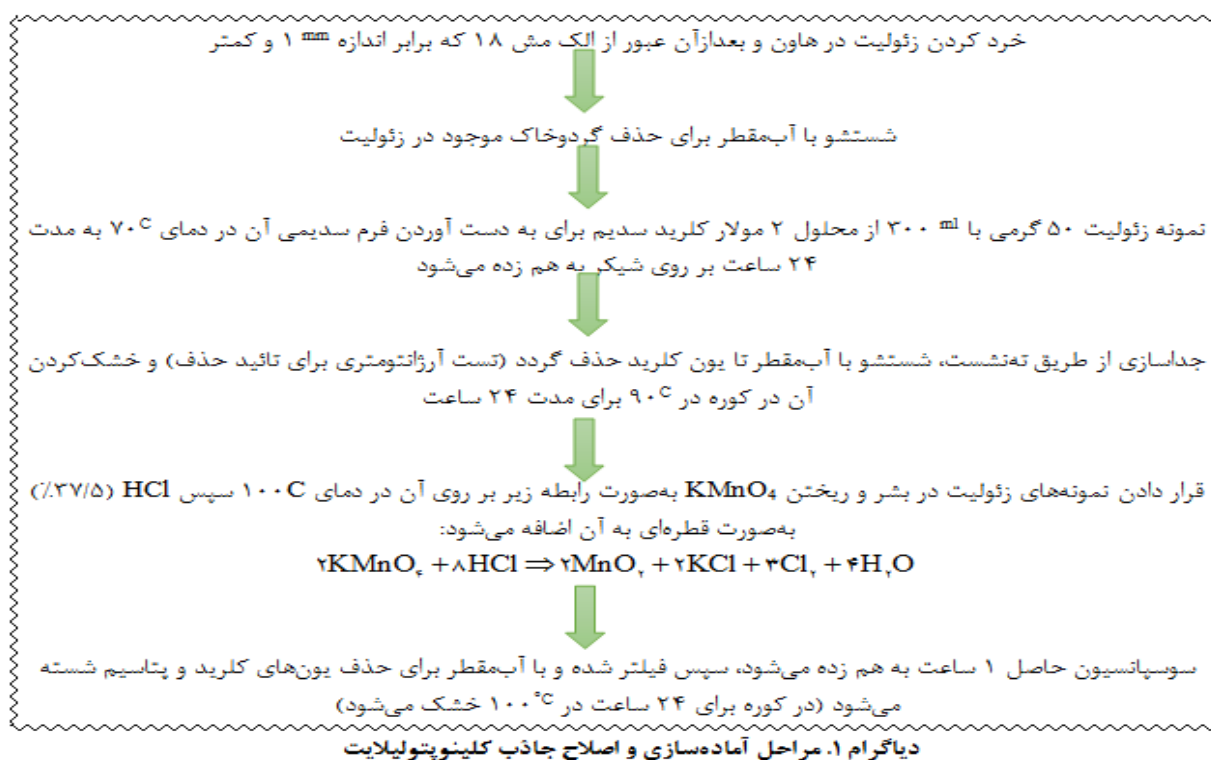 خرد کردن زئولیت در هاون و بعدازآن عبور از الک مش ۱۸ که برابر اندازه ۱ mm و کمتر
شستشو با آب‌مقطر برای حذف گردوخاک موجود در زئولیت
نمونه زئولیت ۵۰ گرمی با ۳۰۰ ml از محلول ۲ مولار کلرید سدیم برای به دست آوردن فرم سدیمی آن در دمای ۷۰C به مدت
۲۴ ساعت بر روی شیکر به هم زده می‌شود
جداسازی از طریق ته‌نشست، شستشو با آب‌مقطر تا یون کلرید حذف گردد (تست آرژانتومتری برای تائید حذف) و خشک‌کردن
آن در کوره در ۹۰C برای مدت ۲۴ ساعت
قرار دادن نمونه‌های زئولیت در بشر و ریختن KMnO₄ به‌صورت رابطه زیر بر روی آن در دمای ۱۰۰C سپس HCl (۳۷/۵٪)
به‌صورت قطره‌ای به آن اضافه می‌شود:
۲KMnO۴ + ۸HCl ⇒ ۲MnO۲ + ۲KCl + ۳Cl۲ + ۴H۲O
سوسپانسیون حاصل ۱ ساعت به هم زده می‌شود، سپس فیلتر شده و با آب‌مقطر برای حذف یون‌های کلرید و پتاسیم شسته
می‌شود (در کوره برای ۲۴ ساعت در ۱۰۰°C خشک می‌شود)
دیاگرام ۱. مراحل آماده‌سازی و اصلاح جاذب کلینوپتولیلایت